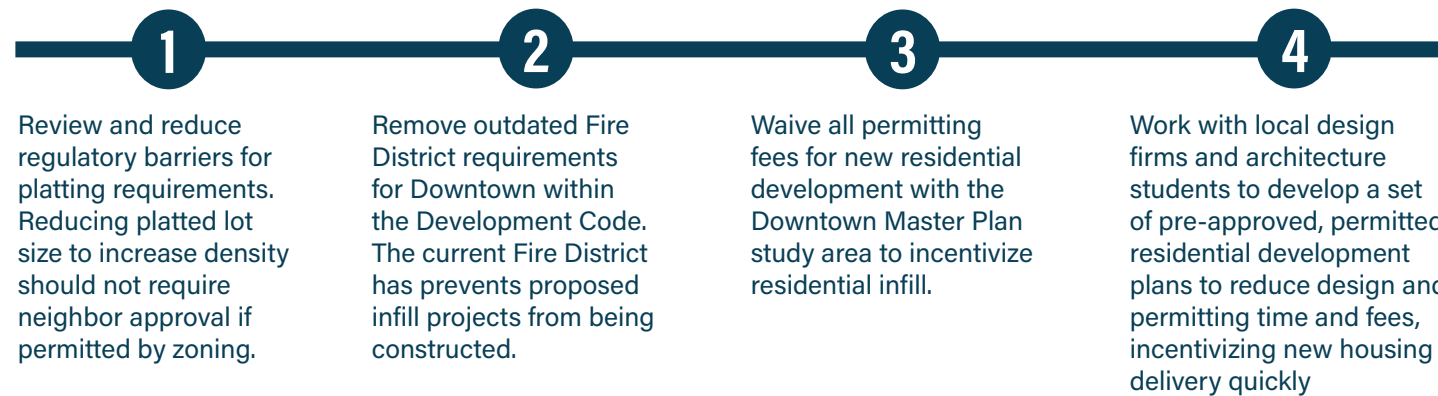 1
Review and reduce
regulatory barriers for
platting requirements.
Reducing platted lot
size to increase density
should not require
neighbor approval if
permitted by zoning.
2
Remove outdated Fire
District requirements
for Downtown within
the Development Code.
The current Fire District
has prevents proposed
infill projects from being
constructed.
3
Waive all permitting
fees for new residential
development with the
Downtown Master Plan
study area to incentivize
residential infill.
4
Work with local design
firms and architecture
students to develop a set
of pre-approved, permitted
residential development
plans to reduce design and
permitting time and fees,
incentivizing new housing
delivery quickly